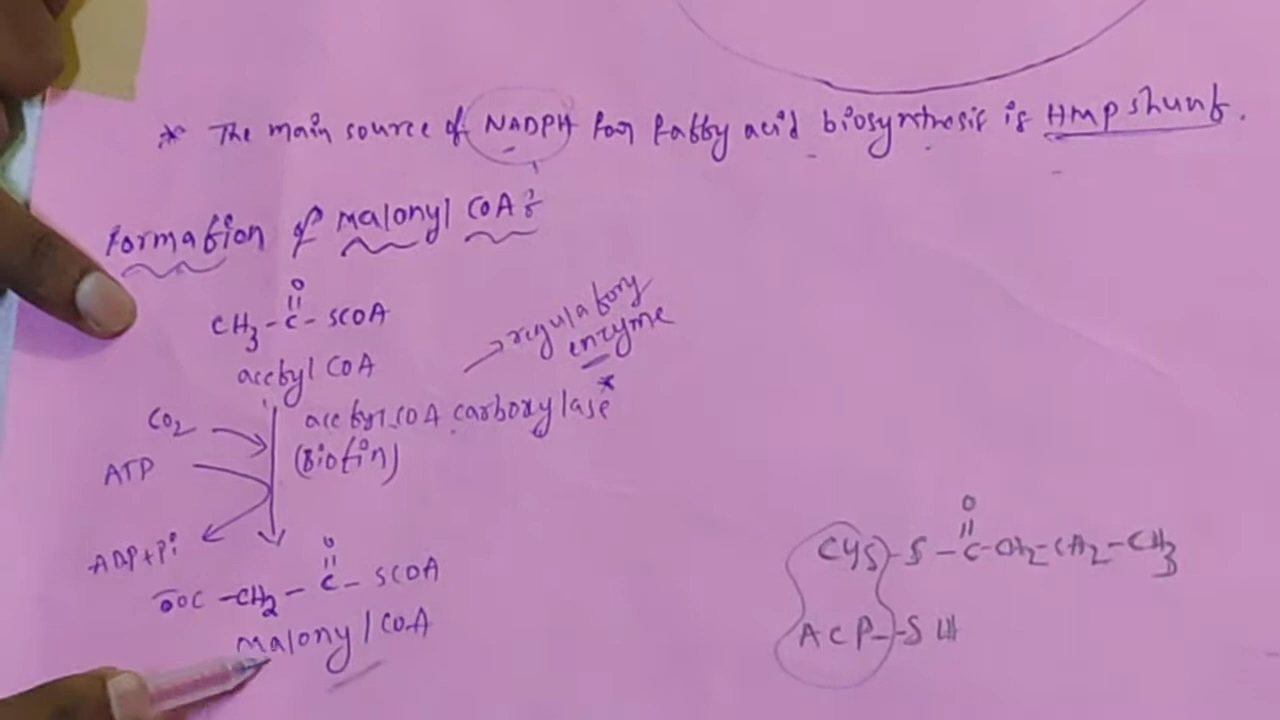 * The main source of NADPH for fatty acid biosynthesis is HMP shunt.
Formation of Malonyl CoA:
O
CH3-C-SCOA
acetyl CoA
→regulatory
enzyme
CO2
acetyl COA carboxylase*
ATP
(Biotin)
ADP+Pi
O
ŌOC-CH2-C-SCOA
Malonyl CoA
O
CYS-S-C-CH2-CH2-CH3
ACP-SH